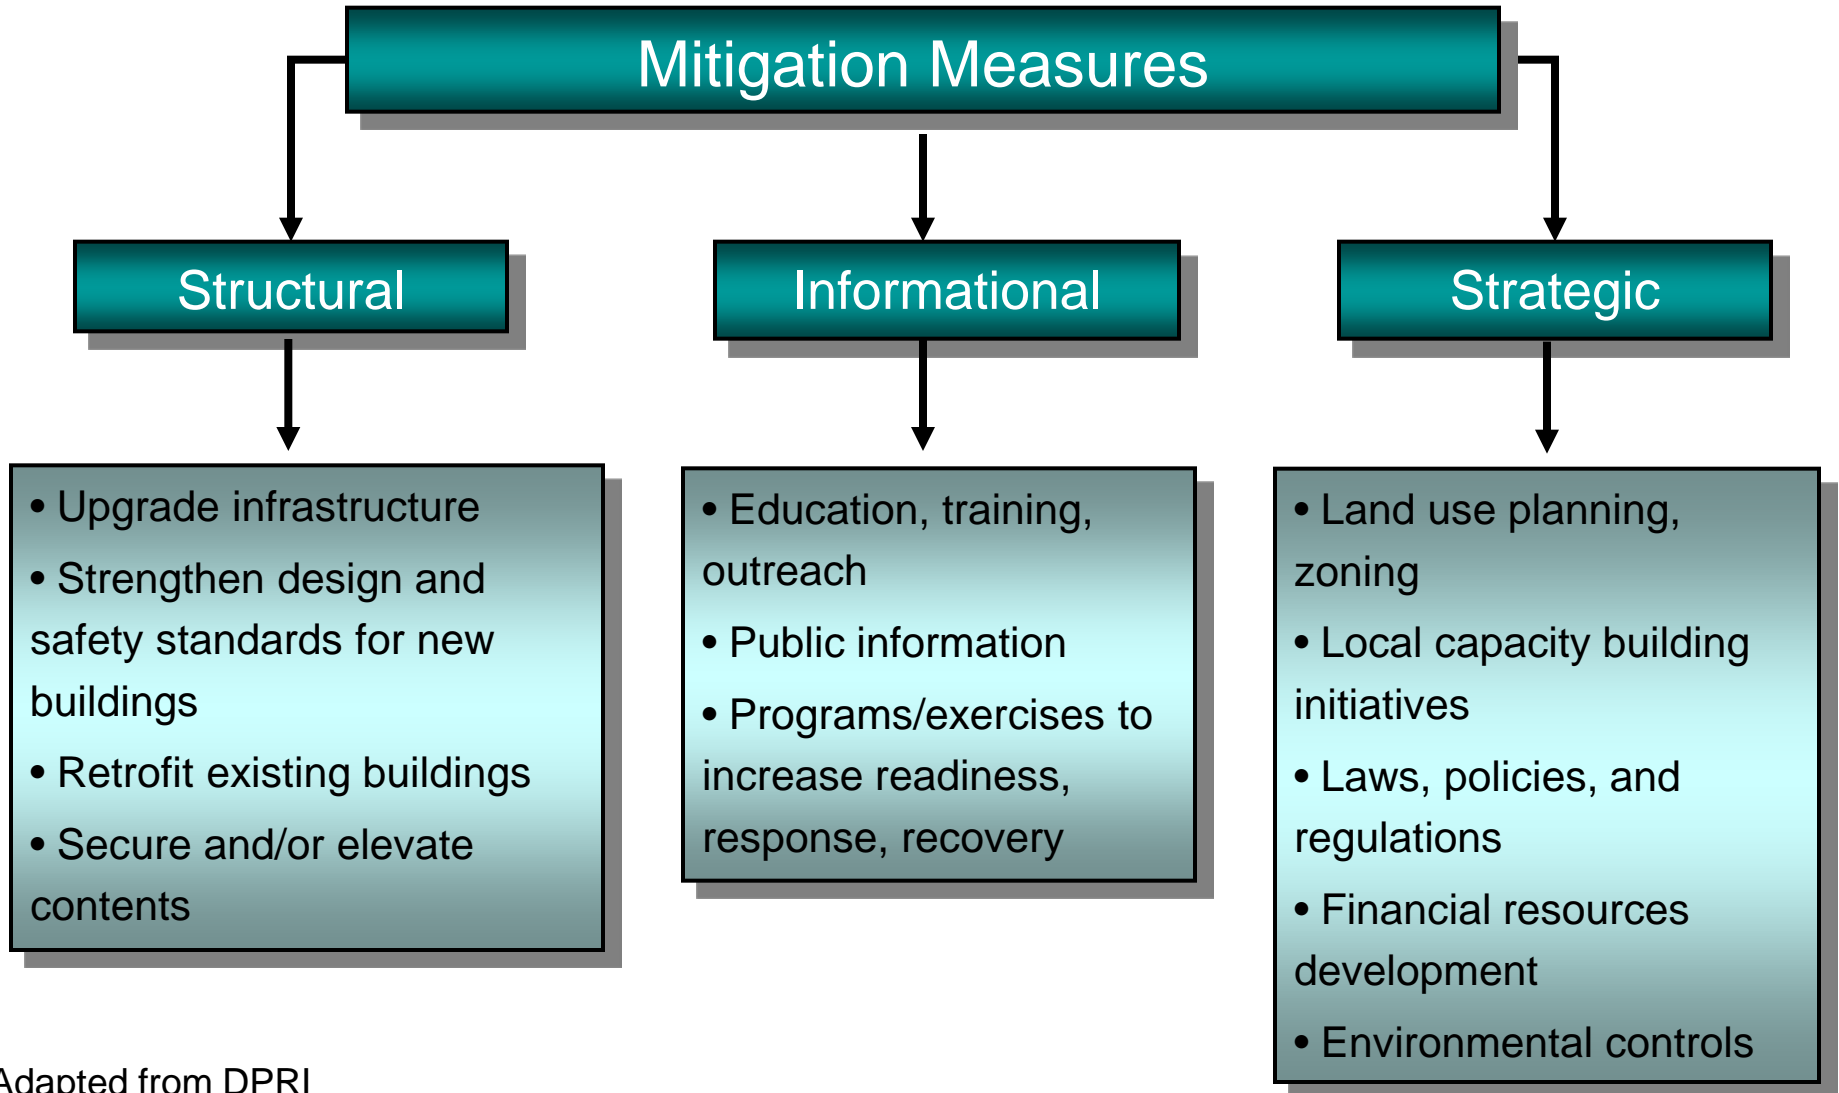 Mitigation Measures
Structural
Informational
Strategic
• Upgrade infrastructure
• Strengthen design and
safety standards for new
buildings
• Retrofit existing buildings
• Secure and/or elevate
contents
• Education, training,
outreach
• Public information
• Programs/exercises to
increase readiness,
response, recovery
• Land use planning,
zoning
• Local capacity building
initiatives
• Laws, policies, and
regulations
• Financial resources
development
• Environmental controls
Adapted from DPRI